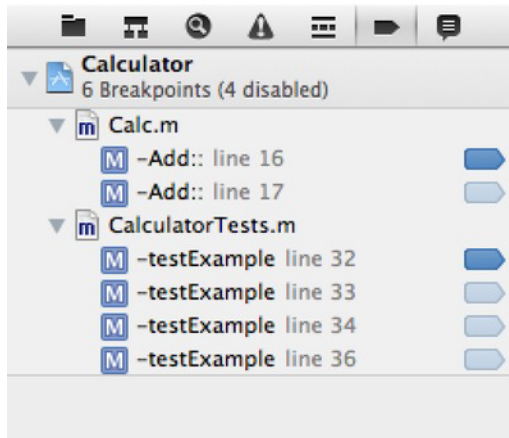 Calculator
6 Breakpoints (4 disabled)
m Calc.m
M -Add:: line 16
M -Add:: line 17
m CalculatorTests.m
M -testExample line 32
M -testExample line 33
M -testExample line 34
M -testExample line 36